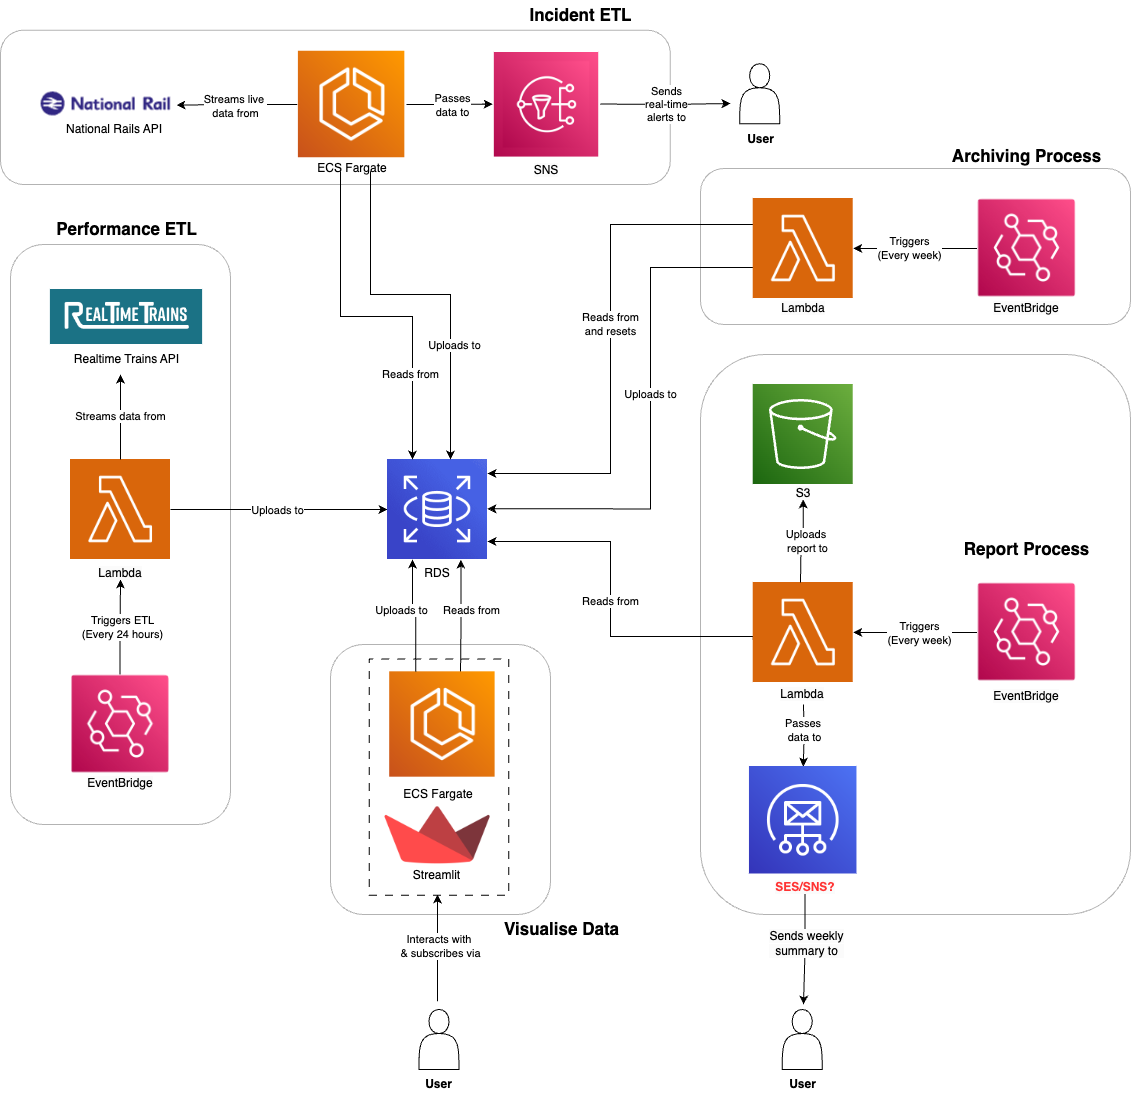 Incident ETL
National Rail
National Rails API
Streams live
data from
ECS Fargate
Passes
data to
SNS
Sends
real-time
alerts to
User
Archiving Process
Lambda
Triggers
(Every week)
EventBridge
Reads from
and resets
Uploads to
Performance ETL
REALTIMETRAINS
Realtime Trains API
Streams data from
Lambda
Triggers ETL
(Every 24 hours)
EventBridge
Uploads to
Uploads to
Reads from
RDS
Uploads to
Reads from
ECS Fargate
Streamlit
Visualise Data
Interacts with
& subscribes via
User
S3
Uploads
report to
Report Process
Reads from
Lambda
Triggers
(Every week)
EventBridge
Passes
data to
SES/SNS?
Sends weekly
summary to
User